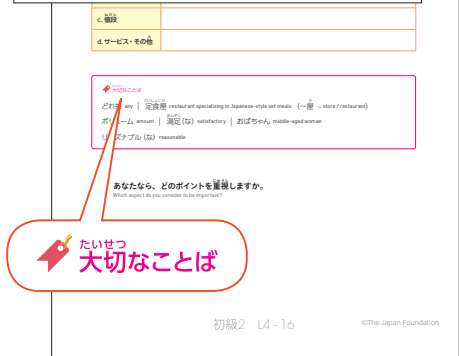 c. 値段
d. サービス・その他
大切なことば
どれも any | 定食屋 restaurant specializing in Japanese-style set meals (〜屋 〜 store / restaurant)
ボリューム amount | 満足(な) satisfactory | おばちゃん middle-aged woman
リーズナブル(な) reasonable
あなたなら、どのポイントを重視しますか。
Which aspect do you consider to be important?
たいせつ
大切なことば
初級2 L4 - 16
©The Japan Foundation